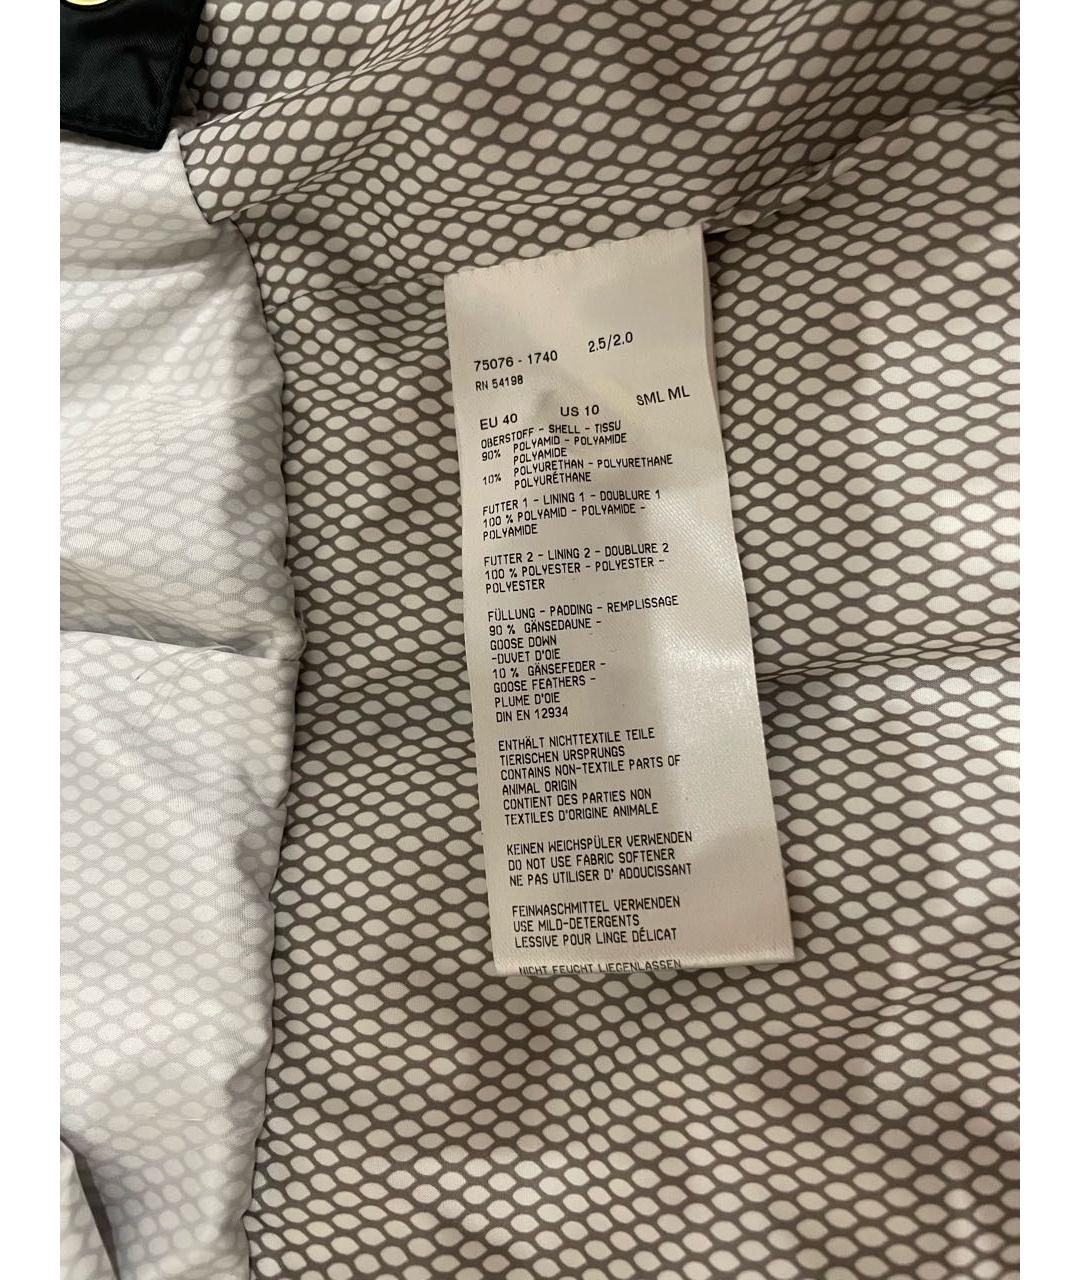 75076 - 1740 2.5/2.0
RN 54198
EU 40 US 10 SML ML
OBERSTOFF - SHELL - TISSU
90% POLYAMID - POLYAMIDE
POLYAMIDE
10% POLYURETHAN - POLYURETHANE
POLYURÉTHANE
FUTTER 1 - LINING 1 - DOUBLURE 1
100 % POLYAMID - POLYAMIDE -
POLYAMIDE
FUTTER 2 - LINING 2 - DOUBLURE 2
100 % POLYESTER - POLYESTER -
POLYESTER
FÜLLUNG - PADDING - REMPLISSAGE
90 % GÄNSEDAUNE -
GOOSE DOWN
-DUVET D'OIE
10 % GÄNSEFEDER -
GOOSE FEATHERS -
PLUME D'OIE
DIN EN 12934
ENTHÄLT NICHTTEXTILE TEILE
TIERISCHEN URSPRUNGS
CONTAINS NON-TEXTILE PARTS OF
ANIMAL ORIGIN
CONTIENT DES PARTIES NON
TEXTILES D'ORIGINE ANIMALE
KEINEN WEICHSPÜLER VERWENDEN
DO NOT USE FABRIC SOFTENER
NE PAS UTILISER D' ADOUCISSANT
FEINWASCHMITTEL VERWENDEN
USE MILD-DETERGENTS
LESSIVE POUR LINGE DÉLICAT
NICHT FEUCHT LIEGENLASSEN